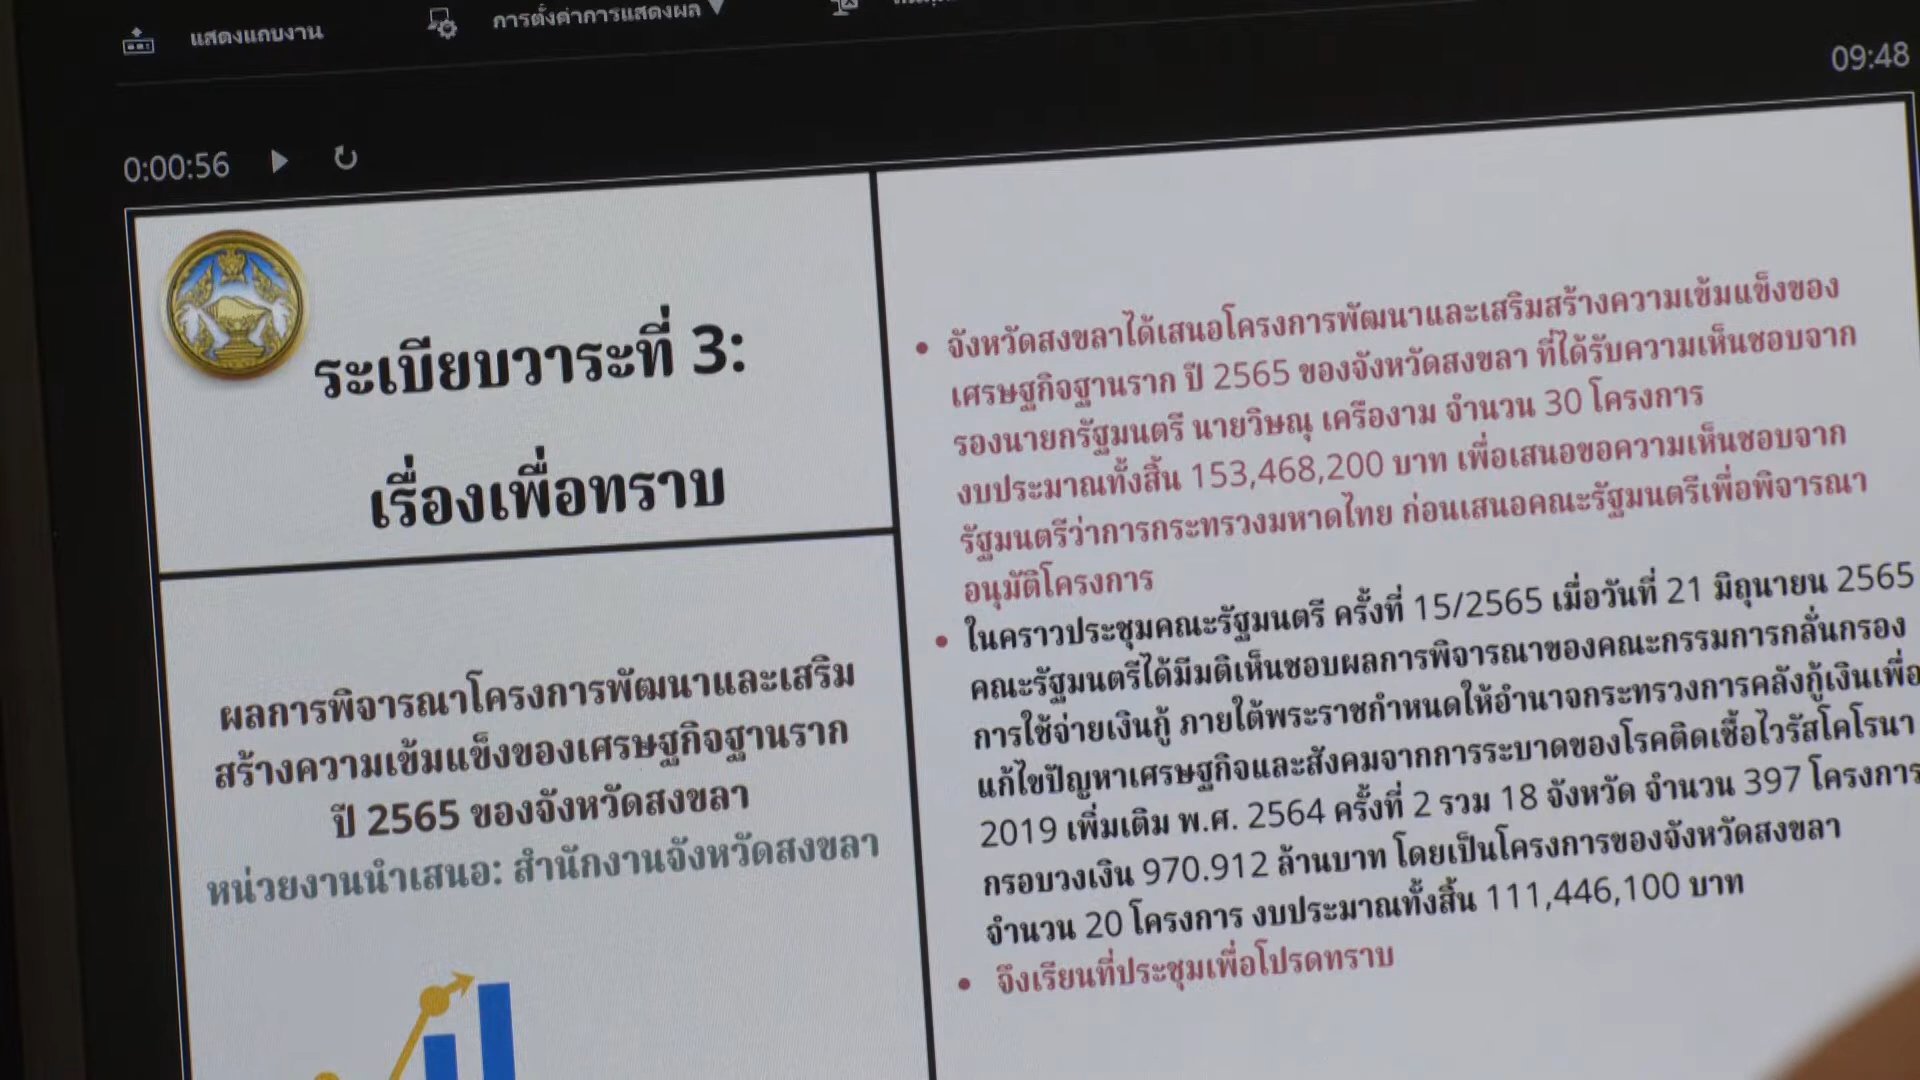 แสดงแถบงาน
การตั้งค่าการแสดงผล
09:48
0:00:56
ระเบียบวาระที่ 3:
เรื่องเพื่อทราบ
ผลการพิจารณาโครงการพัฒนาและเสริม
สร้างความเข้มแข็งของเศรษฐกิจฐานราก
ปี 2565 ของจังหวัดสงขลา
หน่วยงานนำเสนอ: สำนักงานจังหวัดสงขลา
• จังหวัดสงขลาได้เสนอโครงการพัฒนาและเสริมสร้างความเข้มแข็งของ
เศรษฐกิจฐานราก ปี 2565 ของจังหวัดสงขลา ที่ได้รับความเห็นชอบจาก
รองนายกรัฐมนตรี นายวิษณุ เครืองาม จำนวน 30 โครงการ
งบประมาณทั้งสิ้น 153,468,200 บาท เพื่อเสนอขอความเห็นชอบจาก
รัฐมนตรีว่าการกระทรวงมหาดไทย ก่อนเสนอคณะรัฐมนตรีเพื่อพิจารณา
อนุมัติโครงการ
• ในคราวประชุมคณะรัฐมนตรี ครั้งที่ 15/2565 เมื่อวันที่ 21 มิถุนายน 2565
คณะรัฐมนตรีได้มีมติเห็นชอบผลการพิจารณาของคณะกรรมการกลั่นกรอง
การใช้จ่ายเงินกู้ ภายใต้พระราชกำหนดให้อำนาจกระทรวงการคลังกู้เงินเพื่อ
แก้ไขปัญหาเศรษฐกิจและสังคมจากการระบาดของโรคติดเชื้อไวรัสโคโรนา
2019 เพิ่มเติม พ.ศ. 2564 ครั้งที่ 2 รวม 18 จังหวัด จำนวน 397 โครงการ
กรอบวงเงิน 970.912 ล้านบาท โดยเป็นโครงการของจังหวัดสงขลา
จำนวน 20 โครงการ งบประมาณทั้งสิ้น 111,446,100 บาท
• จึงเรียนที่ประชุมเพื่อโปรดทราบ